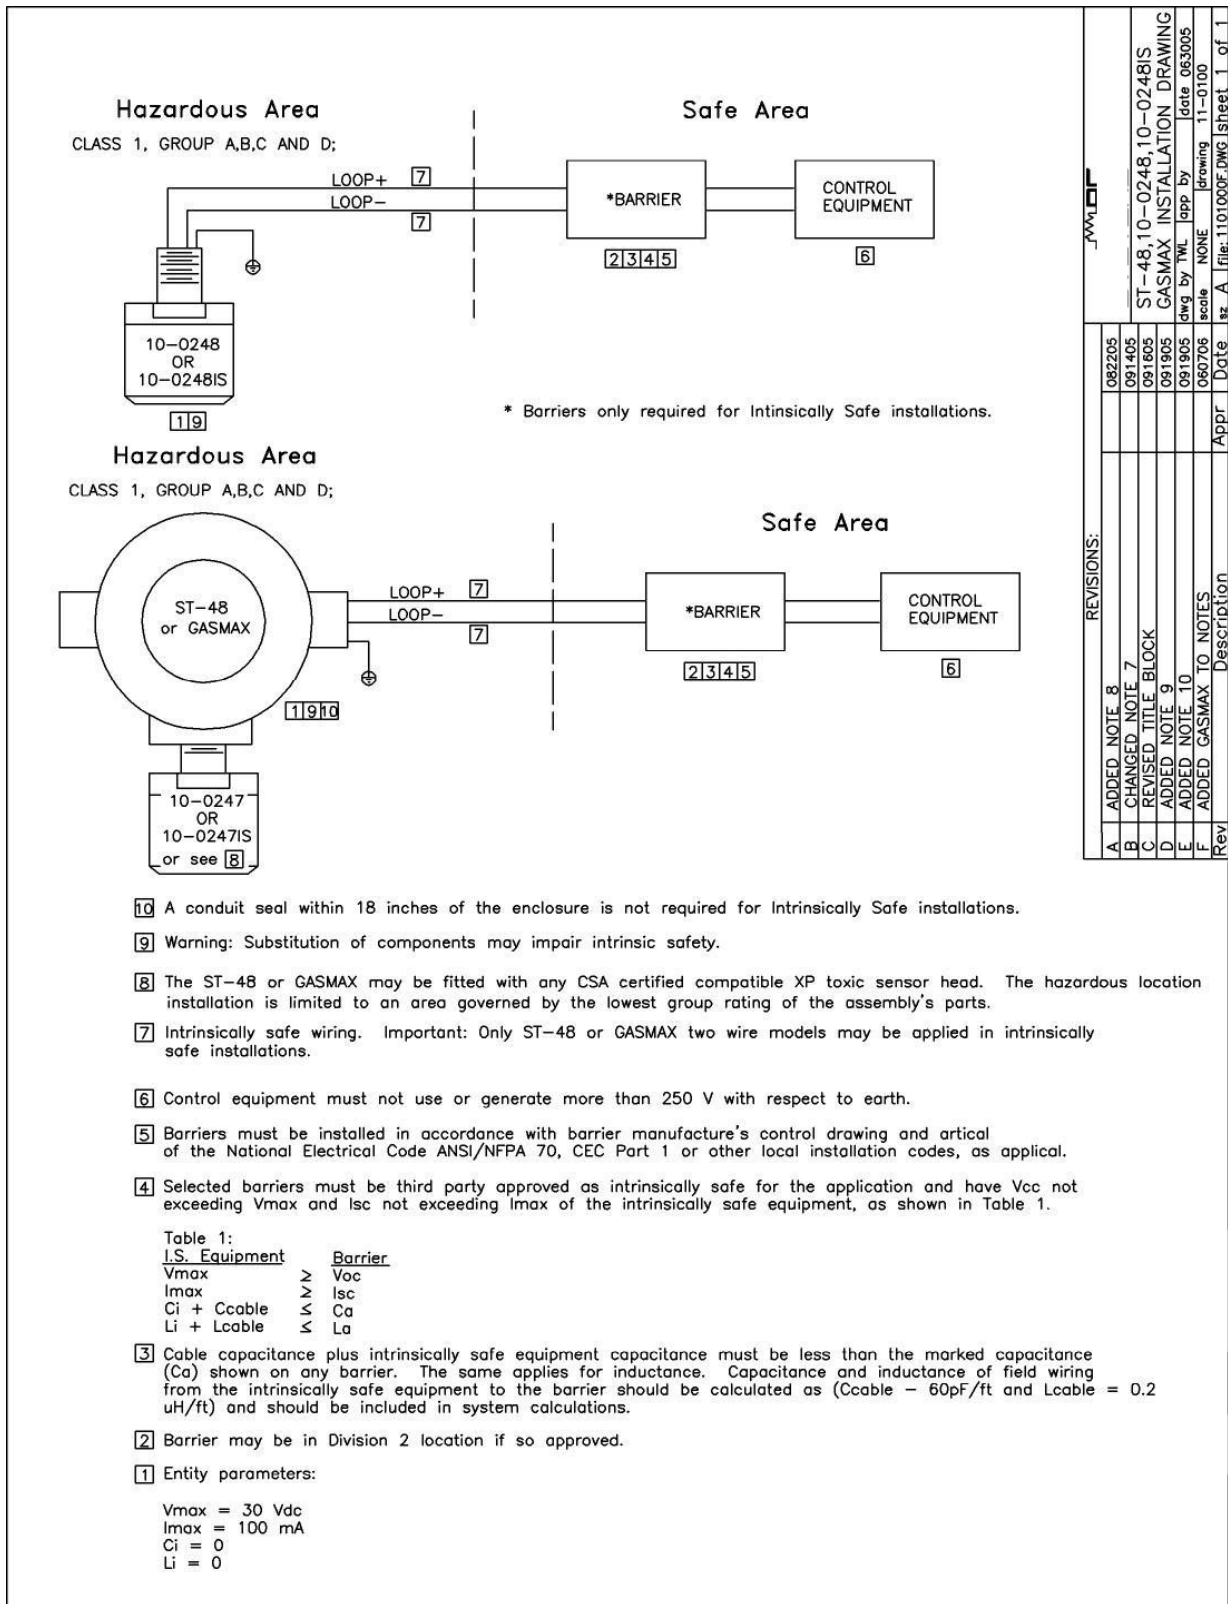 Hazardous Area
CLASS 1, GROUP A,B,C AND D;
Safe Area
LOOP+ 7
LOOP− 7
*BARRIER
2 3 4 5
CONTROL
EQUIPMENT
6
10−0248
OR
10−0248IS
1 9
* Barriers only required for Intinsically Safe installations.
Hazardous Area
CLASS 1, GROUP A,B,C AND D;
Safe Area
ST−48
or GASMAX
LOOP+ 7
LOOP− 7
*BARRIER
2 3 4 5
CONTROL
EQUIPMENT
6
1 9 10
10−0247
OR
10−0247IS
or see 8
10 A conduit seal within 18 inches of the enclosure is not required for Intrinsically Safe installations.
9 Warning: Substitution of components may impair intrinsic safety.
8 The ST−48 or GASMAX may be fitted with any CSA certified compatible XP toxic sensor head. The hazardous location
installation is limited to an area governed by the lowest group rating of the assembly's parts.
7 Intrinsically safe wiring. Important: Only ST−48 or GASMAX two wire models may be applied in intrinsically
safe installations.
6 Control equipment must not use or generate more than 250 V with respect to earth.
5 Barriers must be installed in accordance with barrier manufacture's control drawing and artical
of the National Electrical Code ANSI/NFPA 70, CEC Part 1 or other local installation codes, as applical.
4 Selected barriers must be third party approved as intrinsically safe for the application and have Vcc not
exceeding Vmax and Isc not exceeding Imax of the intrinsically safe equipment, as shown in Table 1.
Table 1:
I.S. Equipment Barrier
Vmax ≥ Voc
Imax ≥ Isc
Ci + Ccable ≤ Ca
Li + Lcable ≤ La
3 Cable capacitance plus intrinsically safe equipment capacitance must be less than the marked capacitance
(Ca) shown on any barrier. The same applies for inductance. Capacitance and inductance of field wiring
from the intrinsically safe equipment to the barrier should be calculated as (Ccable − 60pF/ft and Lcable = 0.2
uH/ft) and should be included in system calculations.
2 Barrier may be in Division 2 location if so approved.
1 Entity parameters:
Vmax = 30 Vdc
Imax = 100 mA
Ci = 0
Li = 0
REVISIONS:
A ADDED NOTE 8 082205
B CHANGED NOTE 7 091405
C REVISED TITLE BLOCK 091605
D ADDED NOTE 9 091905
E ADDED NOTE 10 091905
F ADDED GASMAX TO NOTES 060706
Rev Description Appr Date
ST−48,10−0248,10−0248IS
GASMAX INSTALLATION DRAWING
dwg by TWL app by date 063005
scale NONE drawing 11−0100
sz A file: 1101000F.DWG sheet 1 of 1